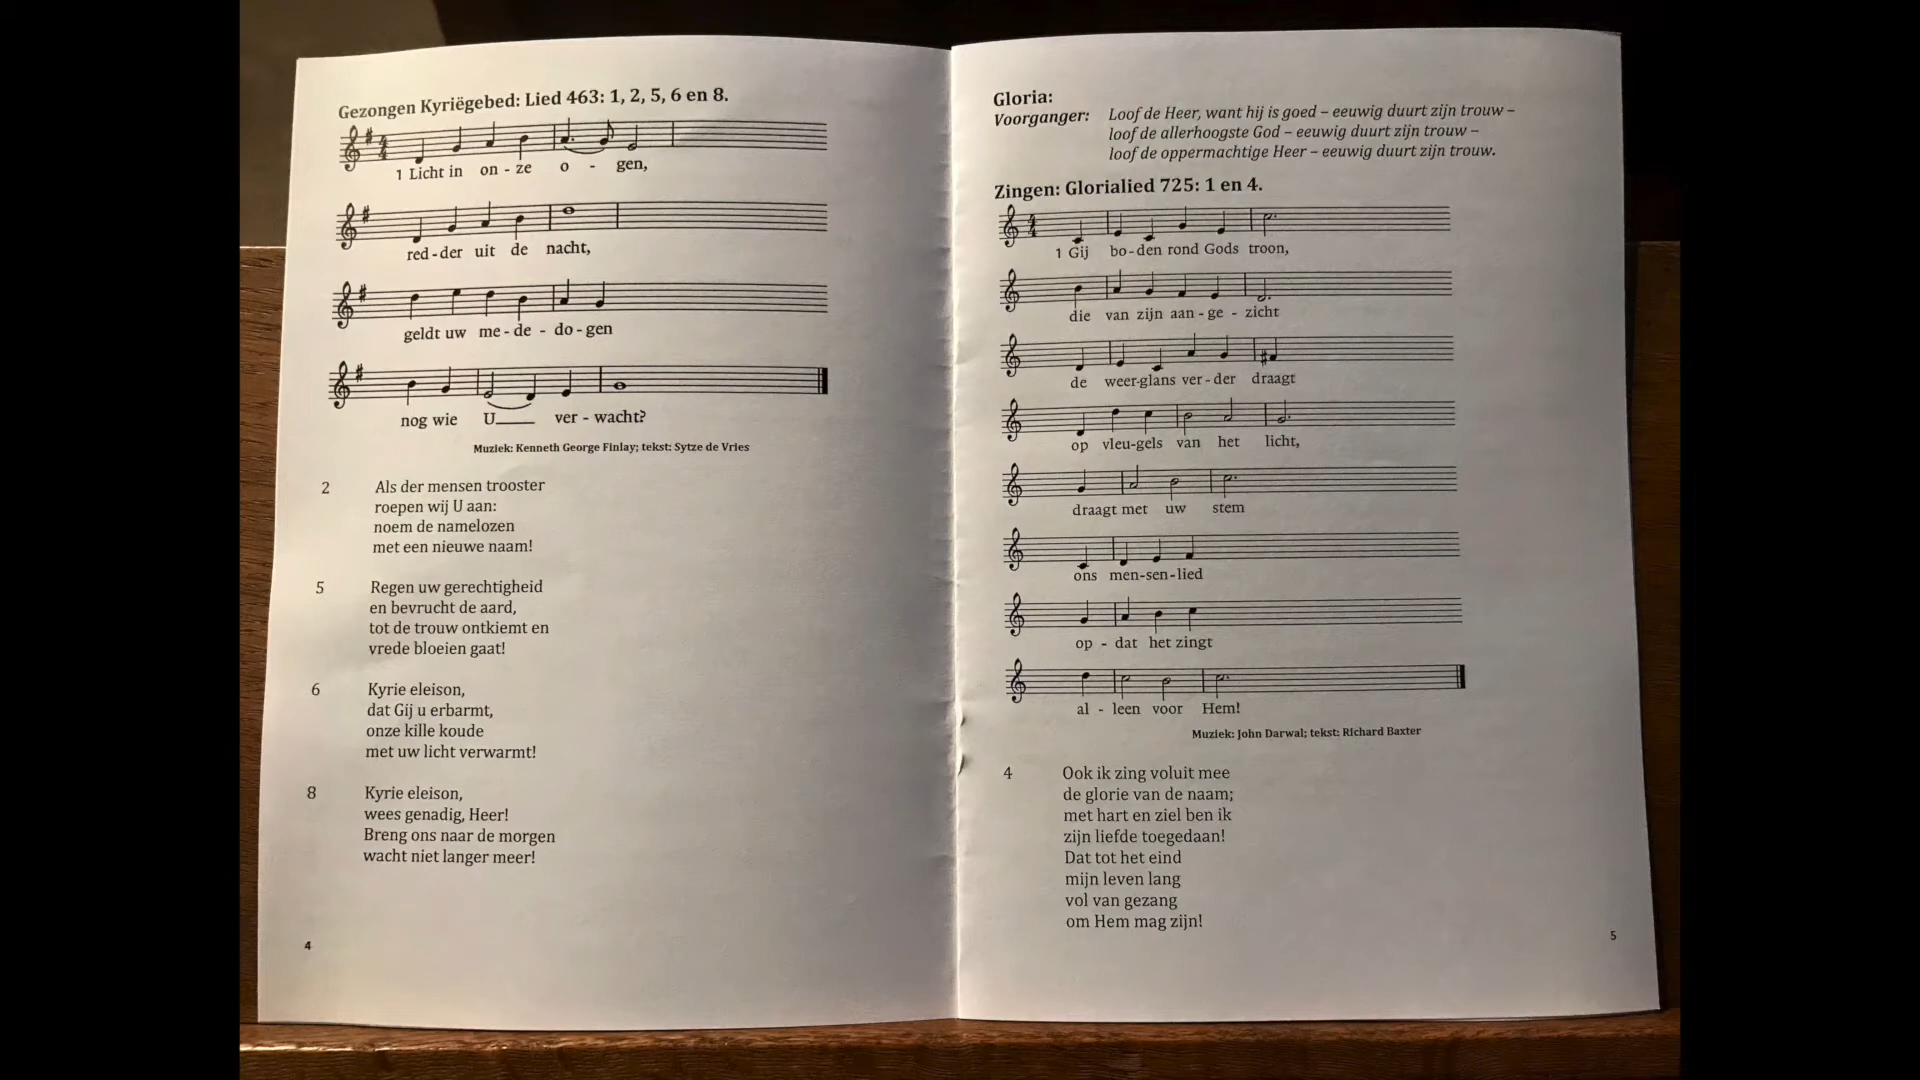 Gezongen Kyriëgebed: Lied 463: 1, 2, 5, 6 en 8.
1 Licht in on - ze o - gen,
red - der uit de nacht,
geldt uw me - de - do - gen
nog wie U___ ver - wacht?
Muziek: Kenneth George Finlay; tekst: Sytze de Vries
2 Als der mensen trooster
roepen wij U aan:
noem de namelozen
met een nieuwe naam!
5 Regen uw gerechtigheid
en bevrucht de aard,
tot de trouw ontkiemt en
vrede bloeien gaat!
6 Kyrie eleison,
dat Gij u erbarmt,
onze kille koude
met uw licht verwarmt!
8 Kyrie eleison,
wees genadig, Heer!
Breng ons naar de morgen
wacht niet langer meer!
4
Gloria:
Voorganger: Loof de Heer, want hij is goed – eeuwig duurt zijn trouw –
loof de allerhoogste God – eeuwig duurt zijn trouw –
loof de oppermachtige Heer – eeuwig duurt zijn trouw.
Zingen: Glorialied 725: 1 en 4.
1 Gij bo - den rond Gods troon,
die van zijn aan - ge - zicht
de weer-glans ver - der draagt
op vleu-gels van het licht,
draagt met uw stem
ons men-sen-lied
op - dat het zingt
al - leen voor Hem!
Muziek: John Darwal; tekst: Richard Baxter
4 Ook ik zing voluit mee
de glorie van de naam;
met hart en ziel ben ik
zijn liefde toegedaan!
Dat tot het eind
mijn leven lang
vol van gezang
om Hem mag zijn!
5